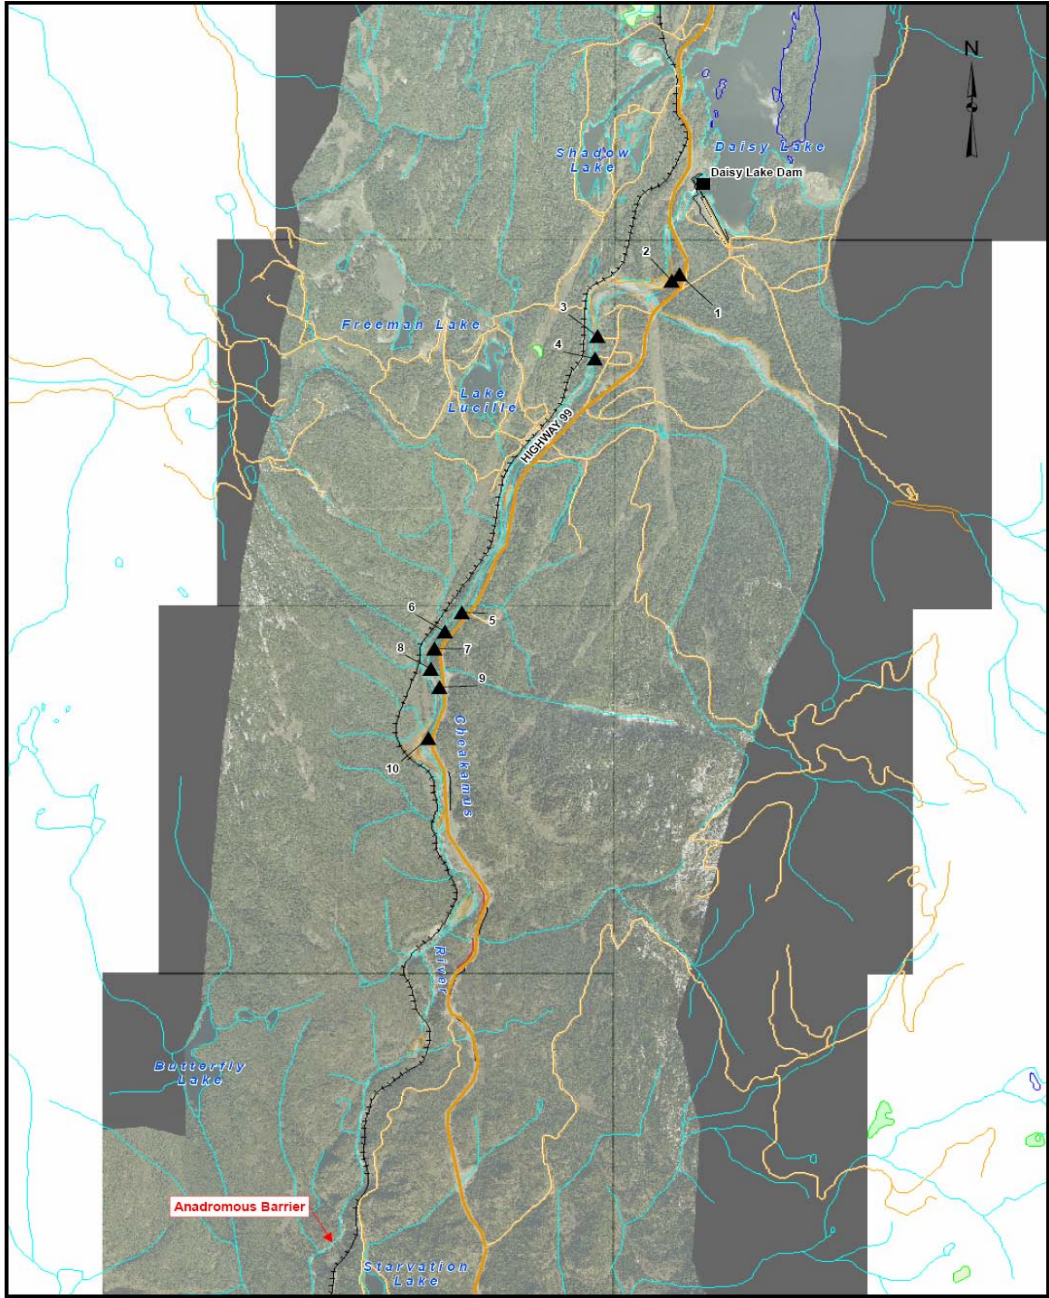 N
Shadow
Lake
Daisy Lake
Daisy Lake Dam
2
1
3
Freeman Lake
4
Lake
Lucille
HIGHWAY 99
6
5
8
7
9
Cheakamus
10
River
Butterfly
Lake
Anadromous Barrier
Starvation
Lake